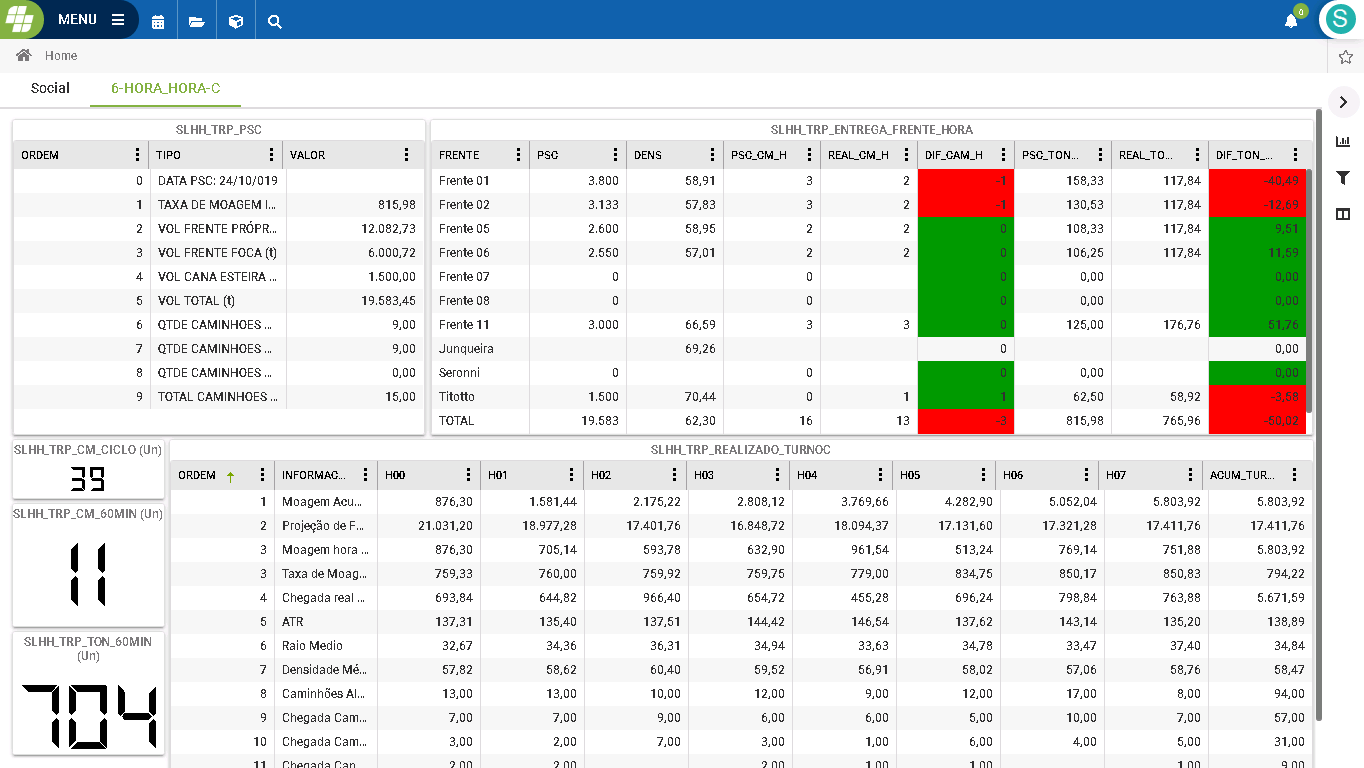 MENU
0
S
Home
Social 6-HORA_HORA-C
SLHH_TRP_PSC
ORDEM TIPO VALOR
0 DATA PSC: 24/10/019
1 TAXA DE MOAGEM I... 815,98
2 VOL FRENTE PRÓPR... 12.082,73
3 VOL FRENTE FOCA (t) 6.000,72
4 VOL CANA ESTEIRA ... 1.500,00
5 VOL TOTAL (t) 19.583,45
6 QTDE CAMINHOES ... 9,00
7 QTDE CAMINHOES ... 9,00
8 QTDE CAMINHOES ... 0,00
9 TOTAL CAMINHOES ... 15,00
SLHH_TRP_ENTREGA_FRENTE_HORA
FRENTE PSC DENS PSC_CM_H REAL_CM_H DIF_CAM_H PSC_TON... REAL_TO... DIF_TON_...
Frente 01 3.800 58,91 3 2 -1 158,33 117,84 -40,49
Frente 02 3.133 57,83 3 2 -1 130,53 117,84 -12,69
Frente 05 2.600 58,95 2 2 0 108,33 117,84 9,51
Frente 06 2.550 57,01 2 2 0 106,25 117,84 11,59
Frente 07 0 0 0 0,00 0,00
Frente 08 0 0 0 0,00 0,00
Frente 11 3.000 66,59 3 3 0 125,00 176,76 51,76
Junqueira 69,26 0 0,00
Seronni 0 0 0 0,00 0,00
Titotto 1.500 70,44 0 1 1 62,50 58,92 -3,58
TOTAL 19.583 62,30 16 13 -3 815,98 765,96 -50,02
SLHH_TRP_CM_CICLO (Un)
39
SLHH_TRP_CM_60MIN (Un)
11
SLHH_TRP_TON_60MIN
(Un)
704
SLHH_TRP_REALIZADO_TURNOC
ORDEM INFORMAC... H00 H01 H02 H03 H04 H05 H06 H07 ACUM_TUR...
1 Moagem Acu... 876,30 1.581,44 2.175,22 2.808,12 3.769,66 4.282,90 5.052,04 5.803,92 5.803,92
2 Projeção de F... 21.031,20 18.977,28 17.401,76 16.848,72 18.094,37 17.131,60 17.321,28 17.411,76 17.411,76
3 Moagem hora ... 876,30 705,14 593,78 632,90 961,54 513,24 769,14 751,88 5.803,92
3 Taxa de Moag... 759,33 760,00 759,92 759,75 779,00 834,75 850,17 850,83 794,22
4 Chegada real ... 693,84 644,82 966,40 654,72 455,28 696,24 798,84 763,88 5.671,59
5 ATR 137,31 135,40 137,51 144,42 146,54 137,62 143,14 135,20 138,89
6 Raio Medio 32,67 34,36 36,31 34,94 33,63 34,78 33,47 37,40 34,84
7 Densidade Mé... 57,82 58,62 60,40 59,52 56,91 58,02 57,06 58,76 58,47
8 Caminhões Al... 13,00 13,00 10,00 12,00 9,00 12,00 17,00 8,00 94,00
9 Chegada Cam... 7,00 7,00 9,00 6,00 6,00 5,00 10,00 7,00 57,00
10 Chegada Cam... 3,00 2,00 7,00 3,00 1,00 6,00 4,00 5,00 31,00
11 Chegada Can... 2,00 2,00 2,00 1,00 1,00 1,00 9,00